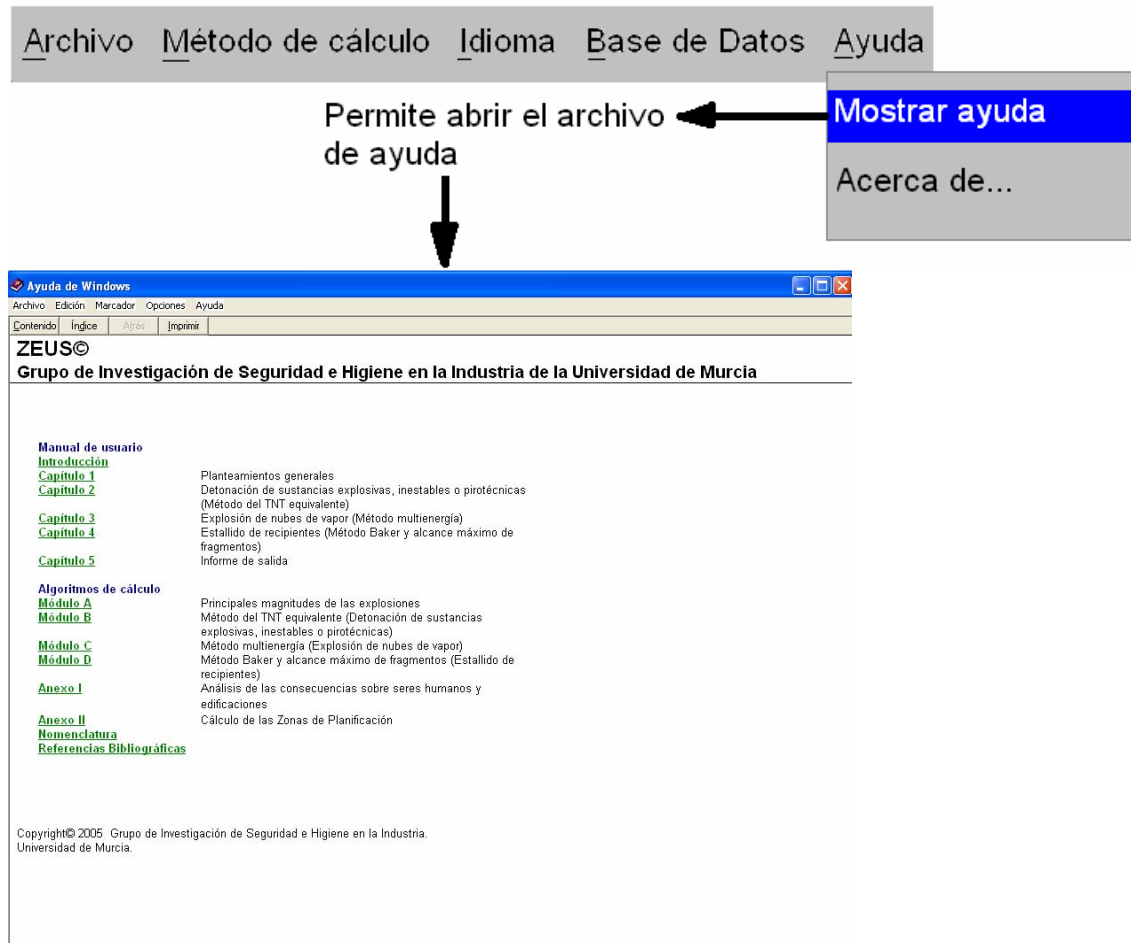 Archivo Método de cálculo Idioma Base de Datos Ayuda
Mostrar ayuda
Acerca de...
Permite abrir el archivo
de ayuda
Ayuda de Windows
Archivo Edición Marcador Opciones Ayuda
Contenido Índice Atrás Imprimir
ZEUS©
Grupo de Investigación de Seguridad e Higiene en la Industria de la Universidad de Murcia
Manual de usuario
Introducción
Capítulo 1 Planteamientos generales
Capítulo 2 Detonación de sustancias explosivas, inestables o pirotécnicas
(Método del TNT equivalente)
Capítulo 3 Explosión de nubes de vapor (Método multienergía)
Capítulo 4 Estallido de recipientes (Método Baker y alcance máximo de
fragmentos)
Capítulo 5 Informe de salida
Algoritmos de cálculo
Módulo A Principales magnitudes de las explosiones
Módulo B Método del TNT equivalente (Detonación de sustancias
explosivas, inestables o pirotécnicas)
Módulo C Método multienergía (Explosión de nubes de vapor)
Módulo D Método Baker y alcance máximo de fragmentos (Estallido de
recipientes)
Anexo I Análisis de las consecuencias sobre seres humanos y
edificaciones
Anexo II Cálculo de las Zonas de Planificación
Nomenclatura
Referencias Bibliográficas
Copyright© 2005 Grupo de Investigación de Seguridad e Higiene en la Industria.
Universidad de Murcia.